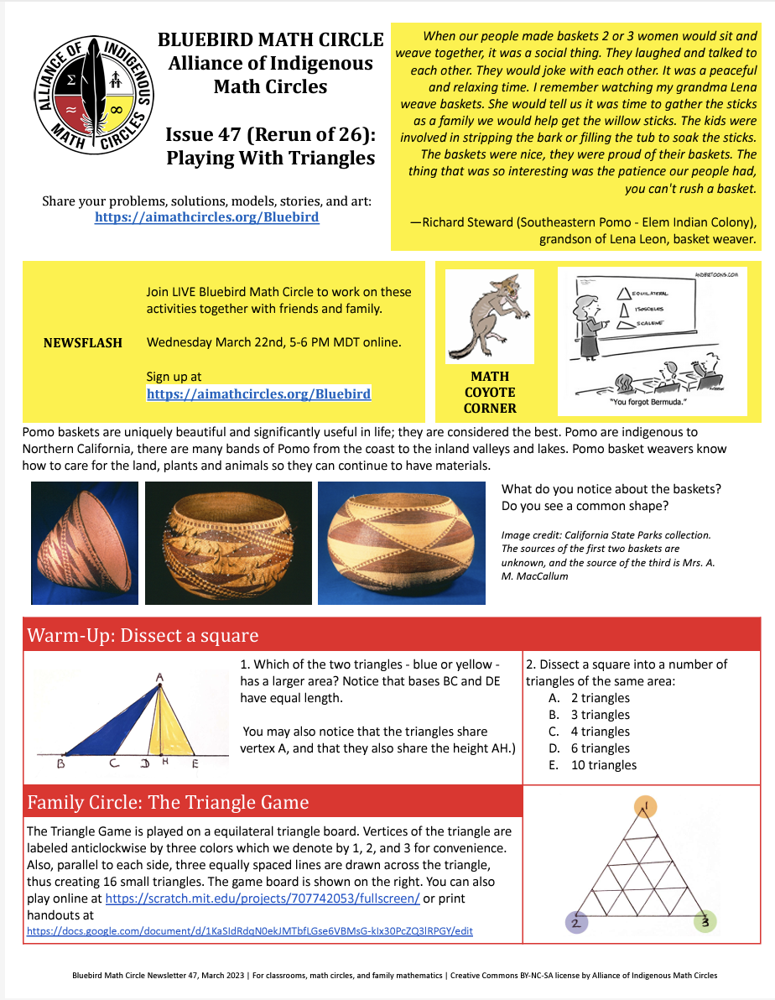 ALLIANCE OF INDIGENOUS
MATH CIRCLES
Σ
≈
∞
BLUEBIRD MATH CIRCLE
Alliance of Indigenous
Math Circles
Issue 47 (Rerun of 26):
Playing With Triangles
Share your problems, solutions, models, stories, and art:
https://aimathcircles.org/Bluebird
When our people made baskets 2 or 3 women would sit and
weave together, it was a social thing. They laughed and talked to
each other. They would joke with each other. It was a peaceful
and relaxing time. I remember watching my grandma Lena
weave baskets. She would tell us it was time to gather the sticks
as a family we would help get the willow sticks. The kids were
involved in stripping the bark or filling the tub to soak the sticks.
The baskets were nice, they were proud of their baskets. The
thing that was so interesting was the patience our people had,
you can't rush a basket.
—Richard Steward (Southeastern Pomo - Elem Indian Colony),
grandson of Lena Leon, basket weaver.
NEWSFLASH
Join LIVE Bluebird Math Circle to work on these
activities together with friends and family.
Wednesday March 22nd, 5-6 PM MDT online.
Sign up at
https://aimathcircles.org/Bluebird
MATH
COYOTE
CORNER
ANDERTOONS.COM
EQUILATERAL
ISOSCELES
SCALENE
ANDERSON
"You forgot Bermuda."
Pomo baskets are uniquely beautiful and significantly useful in life; they are considered the best. Pomo are indigenous to
Northern California, there are many bands of Pomo from the coast to the inland valleys and lakes. Pomo basket weavers know
how to care for the land, plants and animals so they can continue to have materials.
What do you notice about the baskets?
Do you see a common shape?
Image credit: California State Parks collection.
The sources of the first two baskets are
unknown, and the source of the third is Mrs. A.
M. MacCallum
Warm-Up: Dissect a square
A
B C D H E
1. Which of the two triangles - blue or yellow -
has a larger area? Notice that bases BC and DE
have equal length.
You may also notice that the triangles share
vertex A, and that they also share the height AH.)
2. Dissect a square into a number of
triangles of the same area:
A. 2 triangles
B. 3 triangles
C. 4 triangles
D. 6 triangles
E. 10 triangles
Family Circle: The Triangle Game
The Triangle Game is played on a equilateral triangle board. Vertices of the triangle are
labeled anticlockwise by three colors which we denote by 1, 2, and 3 for convenience.
Also, parallel to each side, three equally spaced lines are drawn across the triangle,
thus creating 16 small triangles. The game board is shown on the right. You can also
play online at https://scratch.mit.edu/projects/707742053/fullscreen/ or print
handouts at
https://docs.google.com/document/d/1KaSIdRdqN0ekJMTbfLGse6VBMsG-kIx30PcZQ3lRPGY/edit
1
2
3
Bluebird Math Circle Newsletter 47, March 2023 | For classrooms, math circles, and family mathematics | Creative Commons BY-NC-SA license by Alliance of Indigenous Math Circles